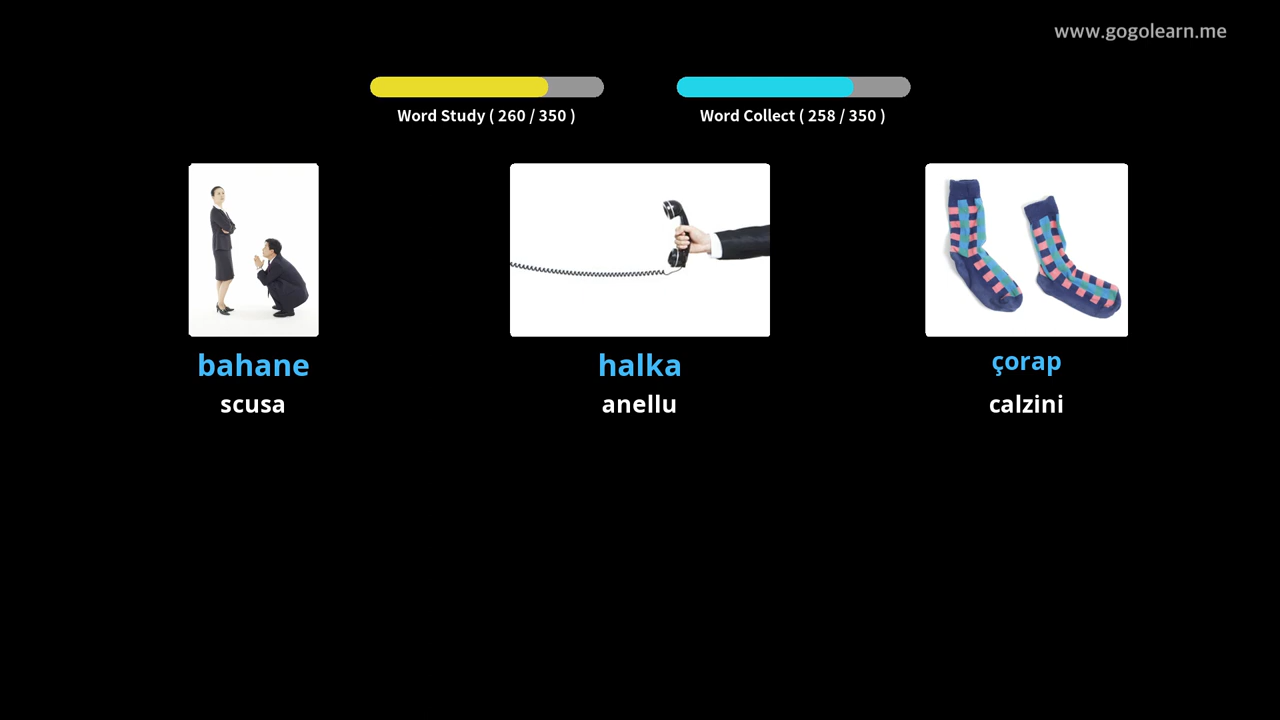 www.gogolearn.me
Word Study ( 260 / 350 )
Word Collect ( 258 / 350 )
bahane
halka
çorap
scusa
anellu
calzini